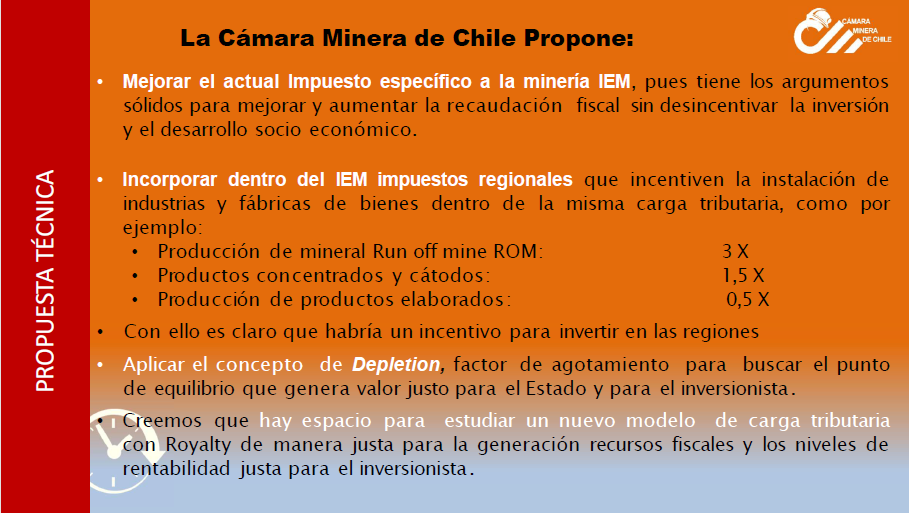 La Cámara Minera de Chile Propone:
CÁMARA
MINERA
DE CHILE
PROPUESTA TÉCNICA
• Mejorar el actual Impuesto específico a la minería IEM, pues tiene los argumentos
sólidos para mejorar y aumentar la recaudación fiscal sin desincentivar la inversión
y el desarrollo socio económico.
• Incorporar dentro del IEM impuestos regionales que incentiven la instalación de
industrias y fábricas de bienes dentro de la misma carga tributaria, como por
ejemplo:
• Producción de mineral Run off mine ROM: 3 X
• Productos concentrados y cátodos: 1,5 X
• Producción de productos elaborados: 0,5 X
• Con ello es claro que habría un incentivo para invertir en las regiones
• Aplicar el concepto de Depletion, factor de agotamiento para buscar el punto
de equilibrio que genera valor justo para el Estado y para el inversionista.
• Creemos que hay espacio para estudiar un nuevo modelo de carga tributaria
con Royalty de manera justa para la generación recursos fiscales y los niveles de
rentabilidad justa para el inversionista.